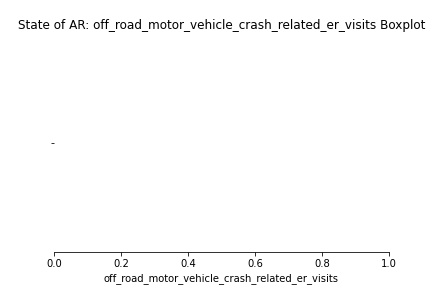 State of AR: off_road_motor_vehicle_crash_related_er_visits Boxplot
0.0 0.2 0.4 0.6 0.8 1.0
off_road_motor_vehicle_crash_related_er_visits